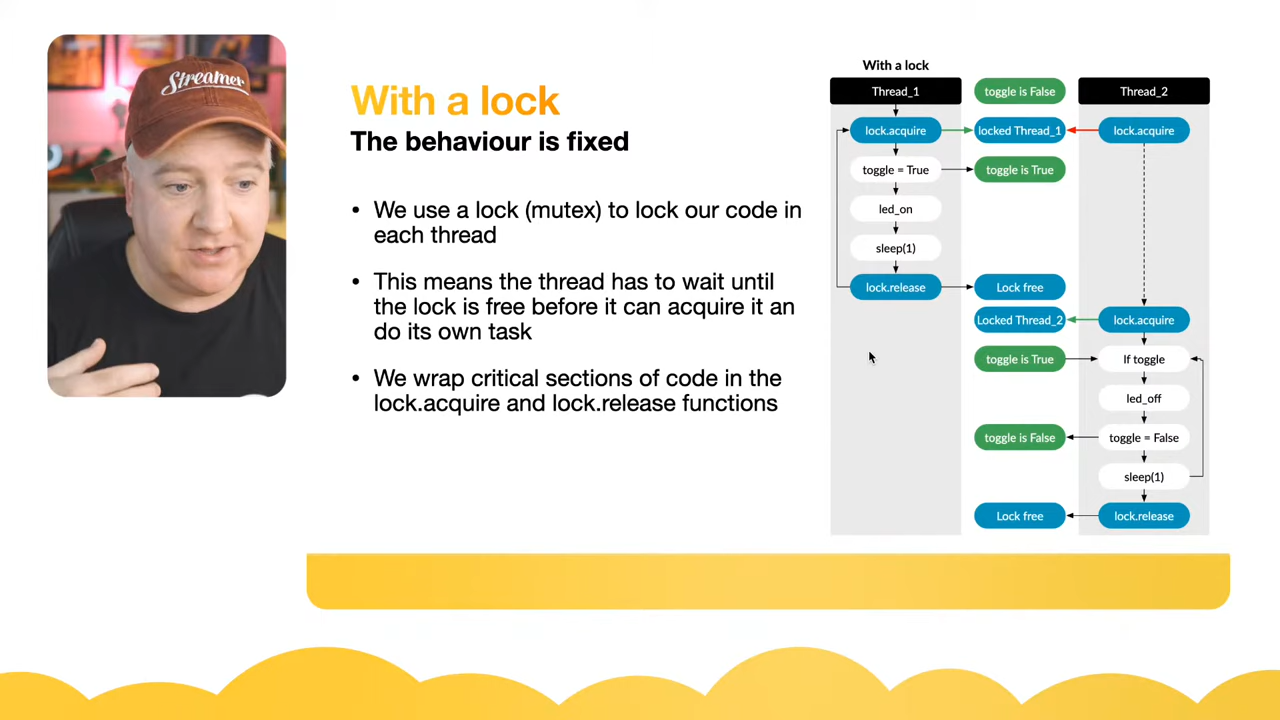 Streamer
With a lock
The behaviour is fixed
• We use a lock (mutex) to lock our code in
each thread
• This means the thread has to wait until
the lock is free before it can acquire it an
do its own task
• We wrap critical sections of code in the
lock.acquire and lock.release functions
With a lock
Thread_1 toggle is False Thread_2
lock.acquire locked Thread_1 lock.acquire
toggle = True toggle is True
led_on
sleep(1)
lock.release Lock free
Locked Thread_2 lock.acquire
toggle is True If toggle
led_off
toggle is False toggle = False
sleep(1)
Lock free lock.release